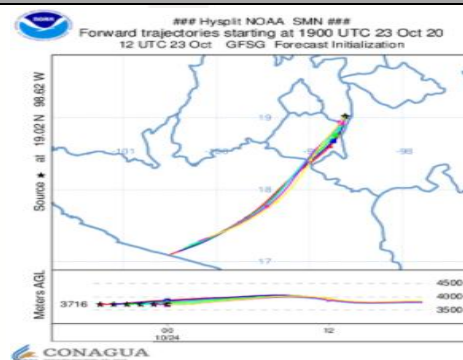 NOAA
### Hysplit NOAA SMN ###
Forward trajectories starting at 1900 UTC 23 Oct 20
12 UTC 23 Oct GFSG Forecast Initialization
Source ★ at 19.02 N 98.62 W
19
-101
-98
18
17
Meters AGL
3716
4500
4000
3500
00
12
10/24
CONAGUA